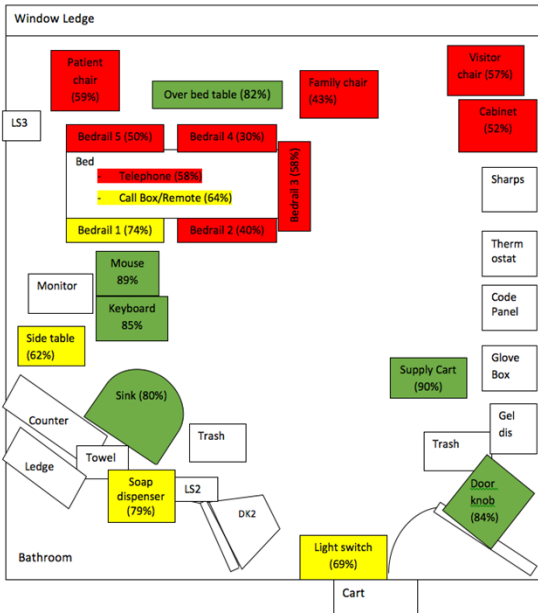 Window Ledge
Patient
chair
(59%)
Over bed table (82%)
Family chair
(43%)
Visitor
chair (57%)
Cabinet
(52%)
LS3
Bedrail 5 (50%)
Bedrail 4 (30%)
Bedrail 3 (58%)
Bed
- Telephone (58%)
- Call Box/Remote (64%)
Bedrail 1 (74%)
Bedrail 2 (40%)
Sharps
Therm
ostat
Code
Panel
Glove
Box
Gel
dis
Mouse
89%
Monitor
Keyboard
85%
Side table
(62%)
Supply Cart
(90%)
Sink (80%)
Counter
Ledge
Towel
Trash
Trash
Soap
dispenser
(79%)
LS2
DK2
Door
knob
(84%)
Light switch
(69%)
Bathroom
Cart